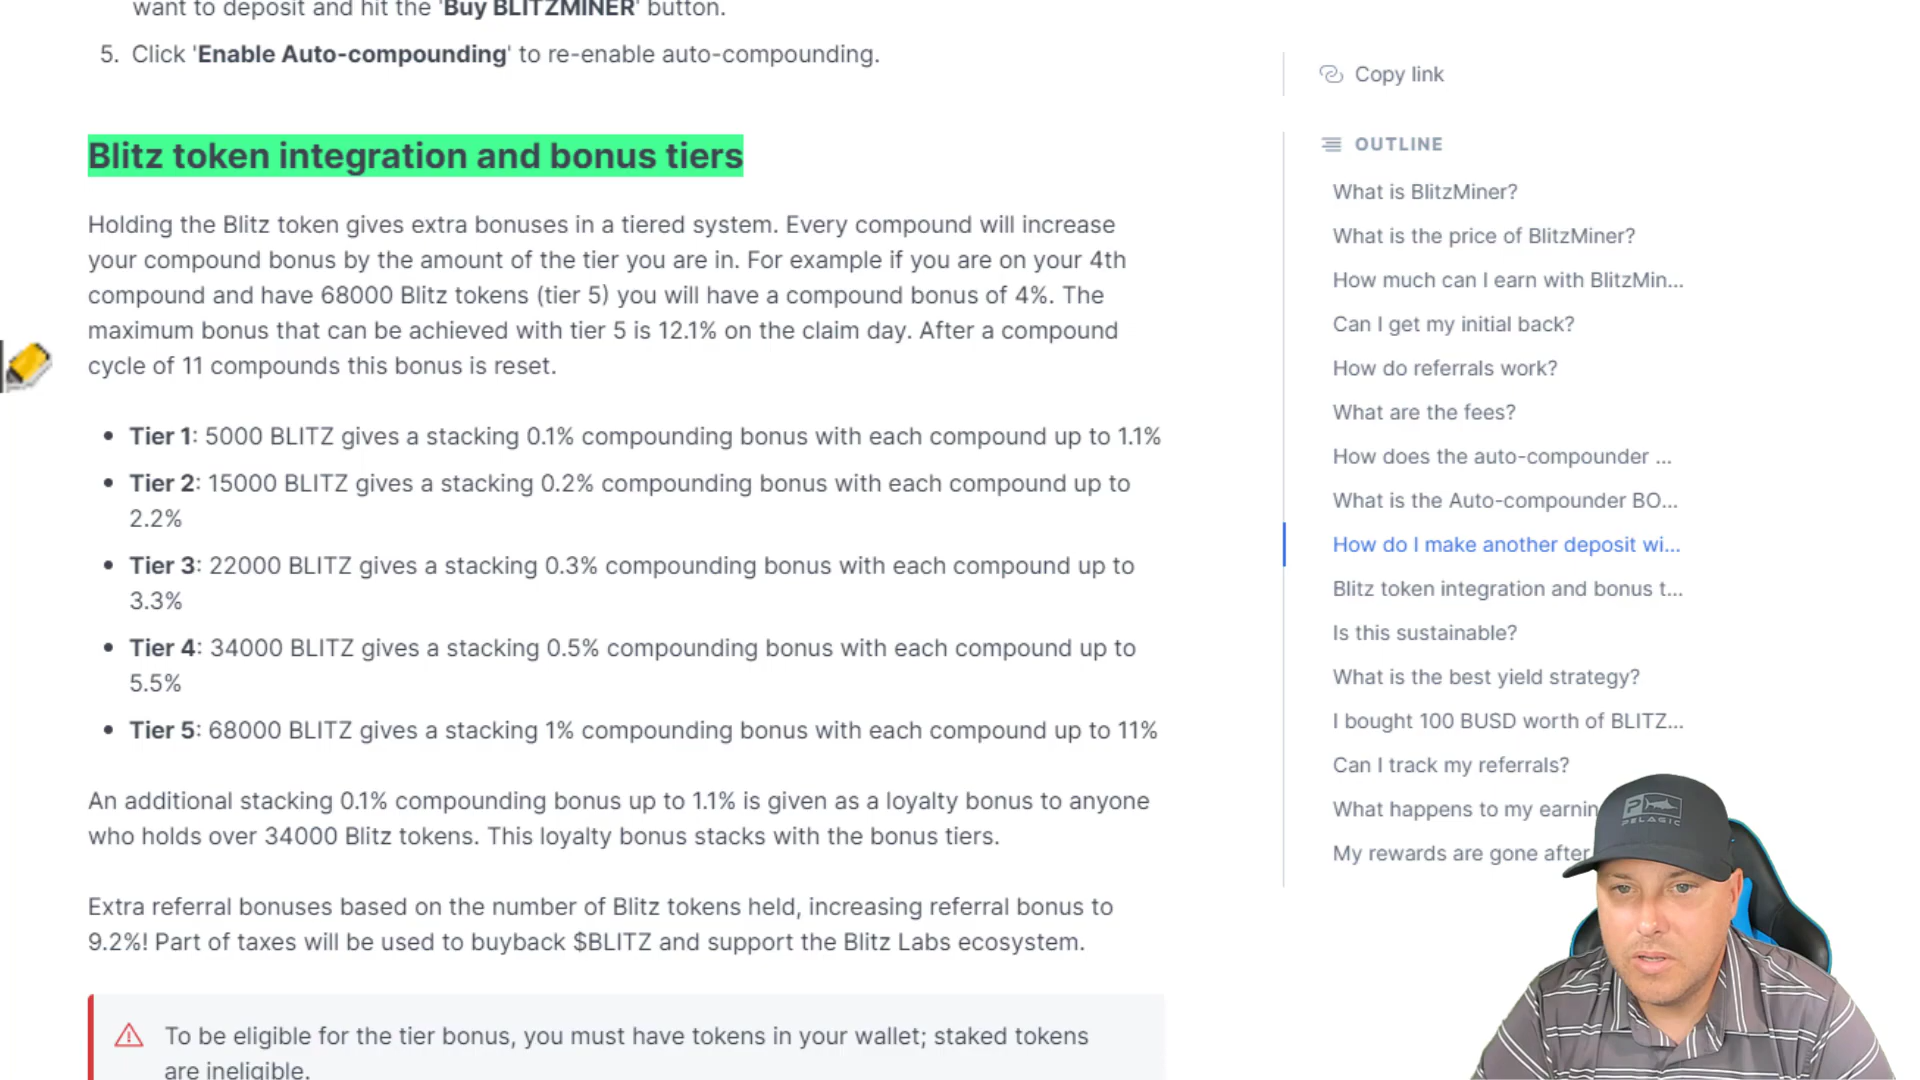 want to deposit and hit the 'Buy BLITZMINER' button.
5. Click 'Enable Auto-compounding' to re-enable auto-compounding.
Blitz token integration and bonus tiers
Holding the Blitz token gives extra bonuses in a tiered system. Every compound will increase
your compound bonus by the amount of the tier you are in. For example if you are on your 4th
compound and have 68000 Blitz tokens (tier 5) you will have a compound bonus of 4%. The
maximum bonus that can be achieved with tier 5 is 12.1% on the claim day. After a compound
cycle of 11 compounds this bonus is reset.
• Tier 1: 5000 BLITZ gives a stacking 0.1% compounding bonus with each compound up to 1.1%
• Tier 2: 15000 BLITZ gives a stacking 0.2% compounding bonus with each compound up to
2.2%
• Tier 3: 22000 BLITZ gives a stacking 0.3% compounding bonus with each compound up to
3.3%
• Tier 4: 34000 BLITZ gives a stacking 0.5% compounding bonus with each compound up to
5.5%
• Tier 5: 68000 BLITZ gives a stacking 1% compounding bonus with each compound up to 11%
An additional stacking 0.1% compounding bonus up to 1.1% is given as a loyalty bonus to anyone
who holds over 34000 Blitz tokens. This loyalty bonus stacks with the bonus tiers.
Extra referral bonuses based on the number of Blitz tokens held, increasing referral bonus to
9.2%! Part of taxes will be used to buyback $BLITZ and support the Blitz Labs ecosystem.
To be eligible for the tier bonus, you must have tokens in your wallet; staked tokens
are ineligible.
Copy link
OUTLINE
What is BlitzMiner?
What is the price of BlitzMiner?
How much can I earn with BlitzMin...
Can I get my initial back?
How do referrals work?
What are the fees?
How does the auto-compounder ...
What is the Auto-compounder BO...
How do I make another deposit wi...
Blitz token integration and bonus t...
Is this sustainable?
What is the best yield strategy?
I bought 100 BUSD worth of BLITZ...
Can I track my referrals?
What happens to my earnin
My rewards are gone after
PELAGIC